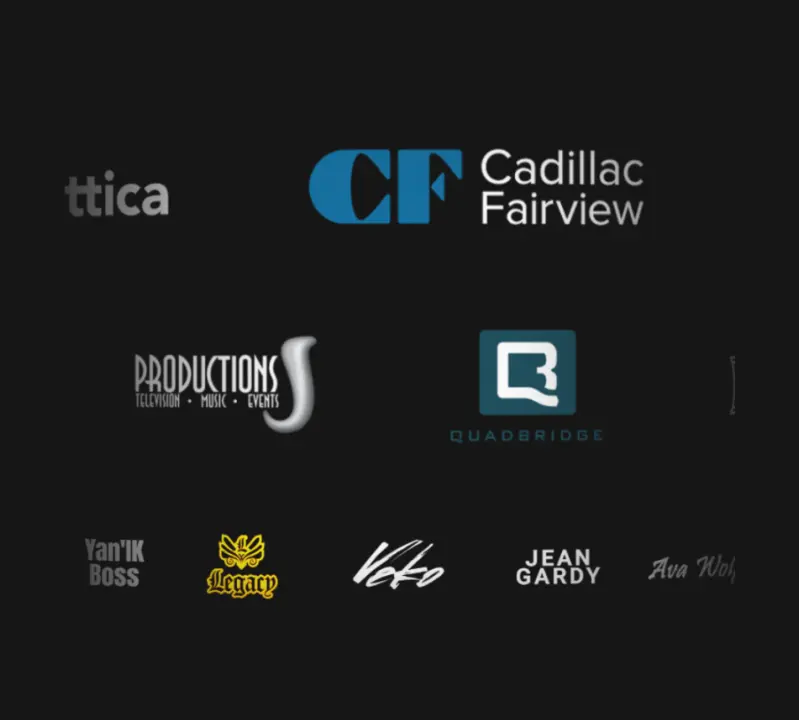 ttica
CF Cadillac
Fairview
PRODUCTIONS J
TELEVISION • MUSIC • EVENTS
QUADBRIDGE
Yan'IK
Boss
Legacy
Veko
JEAN
GARDY
Ava